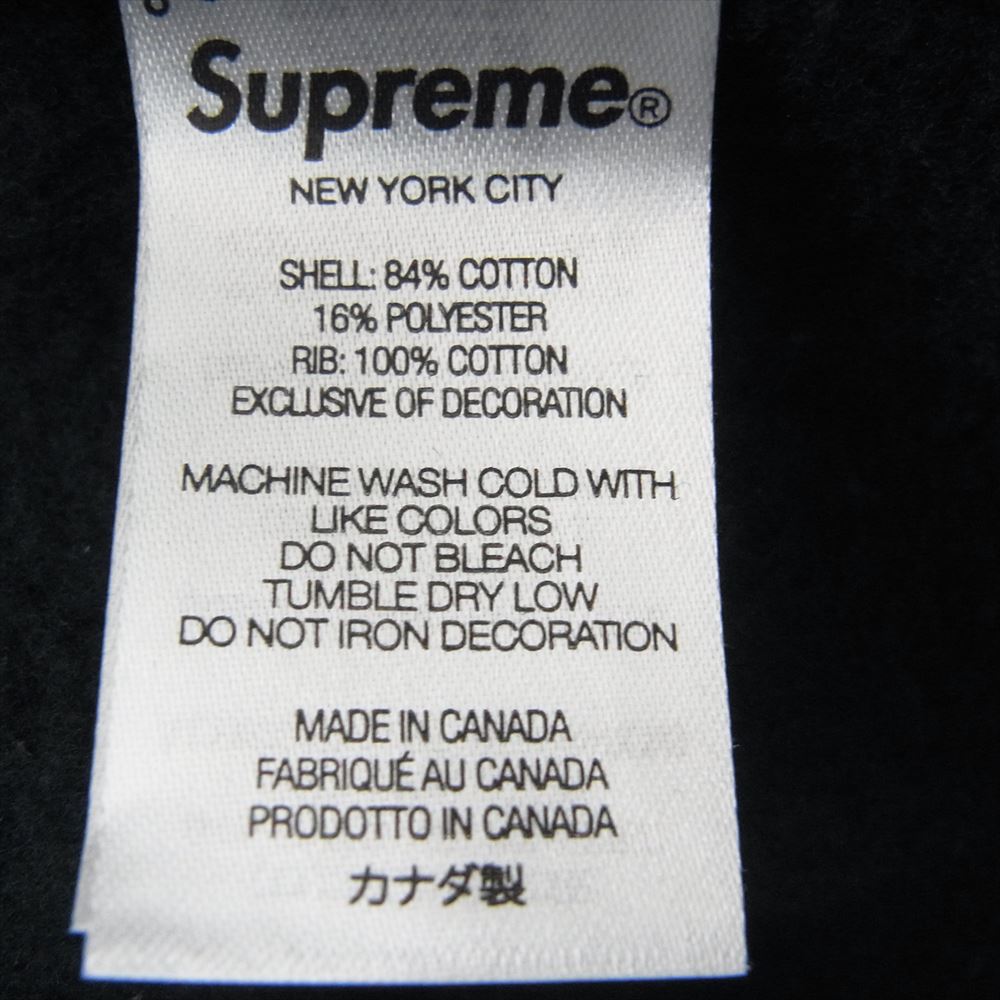 Supreme®
NEW YORK CITY
SHELL: 84% COTTON
16% POLYESTER
RIB: 100% COTTON
EXCLUSIVE OF DECORATION
MACHINE WASH COLD WITH
LIKE COLORS
DO NOT BLEACH
TUMBLE DRY LOW
DO NOT IRON DECORATION
MADE IN CANADA
FABRIQUÉ AU CANADA
PRODOTTO IN CANADA
カナダ製